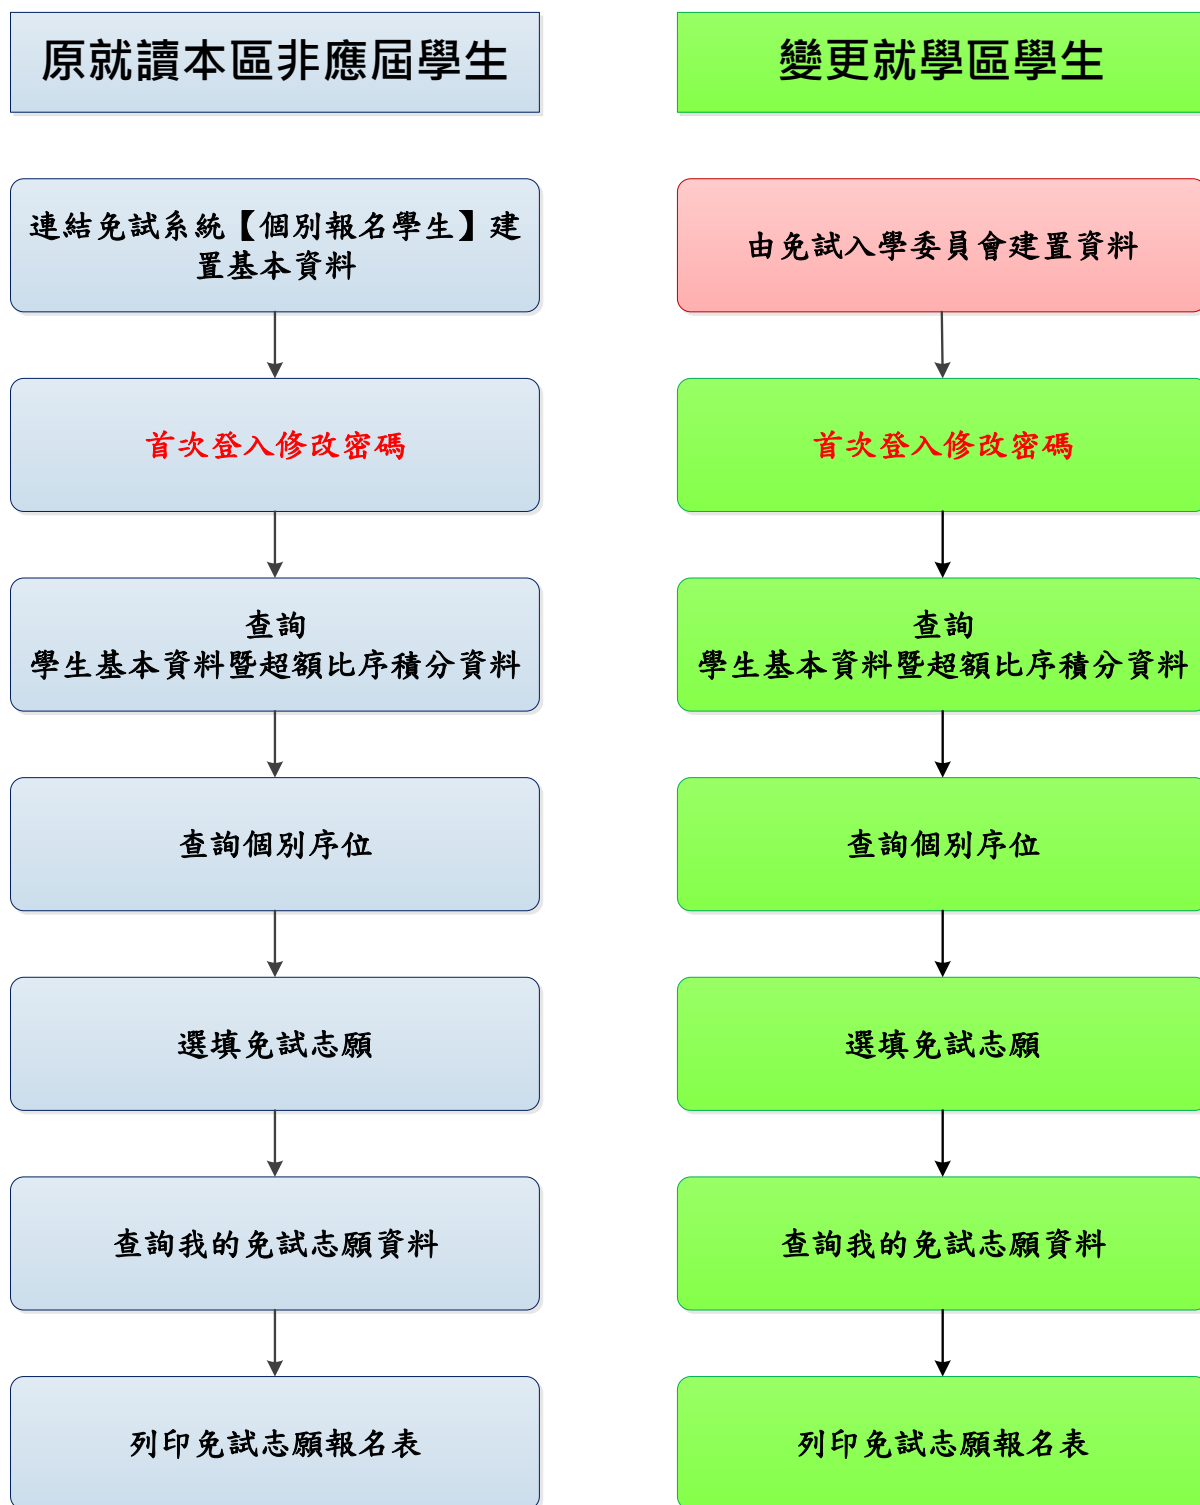 原就讀本區非應屆學生
連結免試系統【個別報名學生】建
置基本資料
首次登入修改密碼
查詢
學生基本資料暨超額比序積分資料
查詢個別序位
選填免試志願
查詢我的免試志願資料
列印免試志願報名表
變更就學區學生
由免試入學委員會建置資料
首次登入修改密碼
查詢
學生基本資料暨超額比序積分資料
查詢個別序位
選填免試志願
查詢我的免試志願資料
列印免試志願報名表